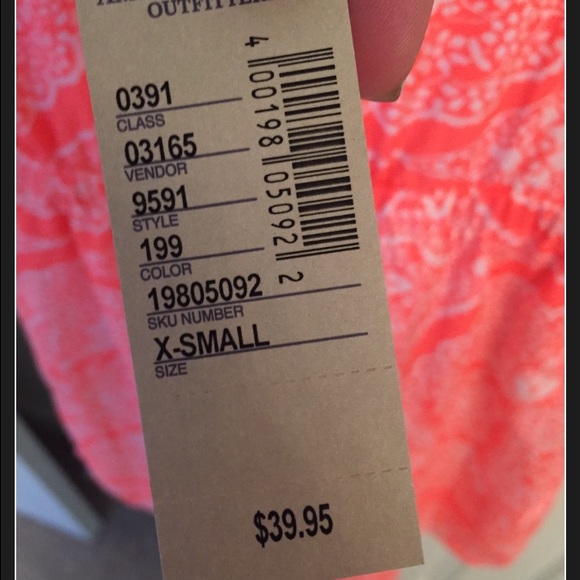 OUTFITTERS
0391
CLASS
03165
VENDOR
9591
STYLE
199
COLOR
19805092
SKU NUMBER
X-SMALL
SIZE
4 00198 05092 2
$39.95